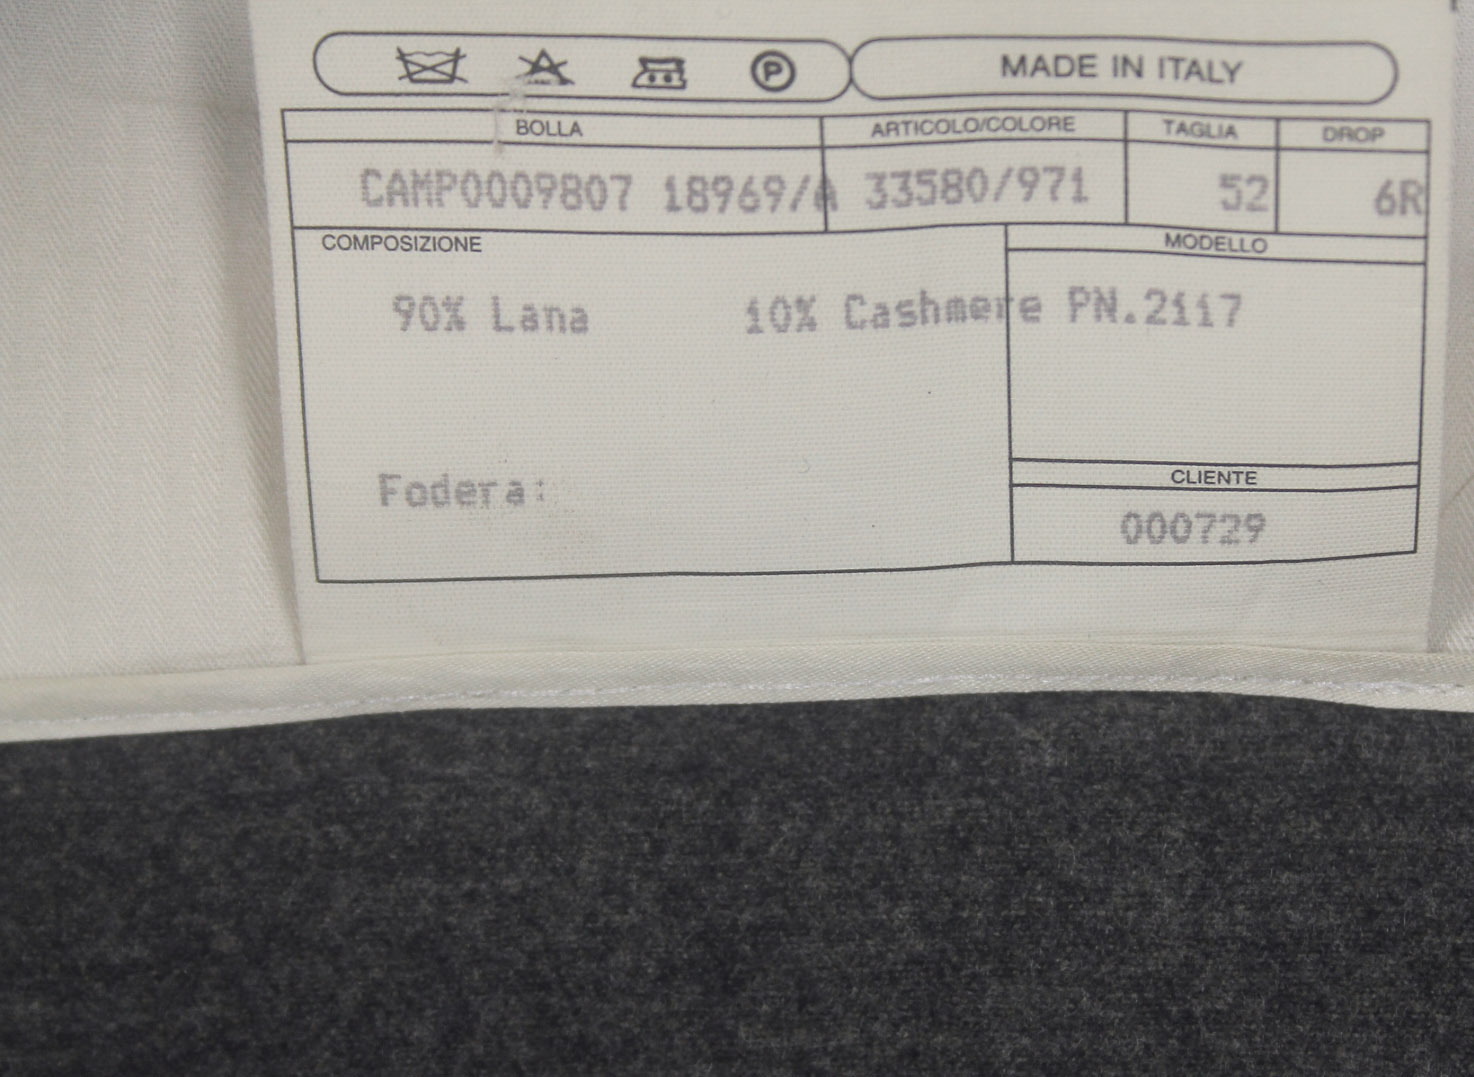 P MADE IN ITALY
BOLLA ARTICOLO/COLORE TAGLIA DROP
CAMP0009807 18969/A 33580/971 52 6R
COMPOSIZIONE MODELLO
90% Lana 10% Cashmere PN.2117
CLIENTE
Fodera:
000729